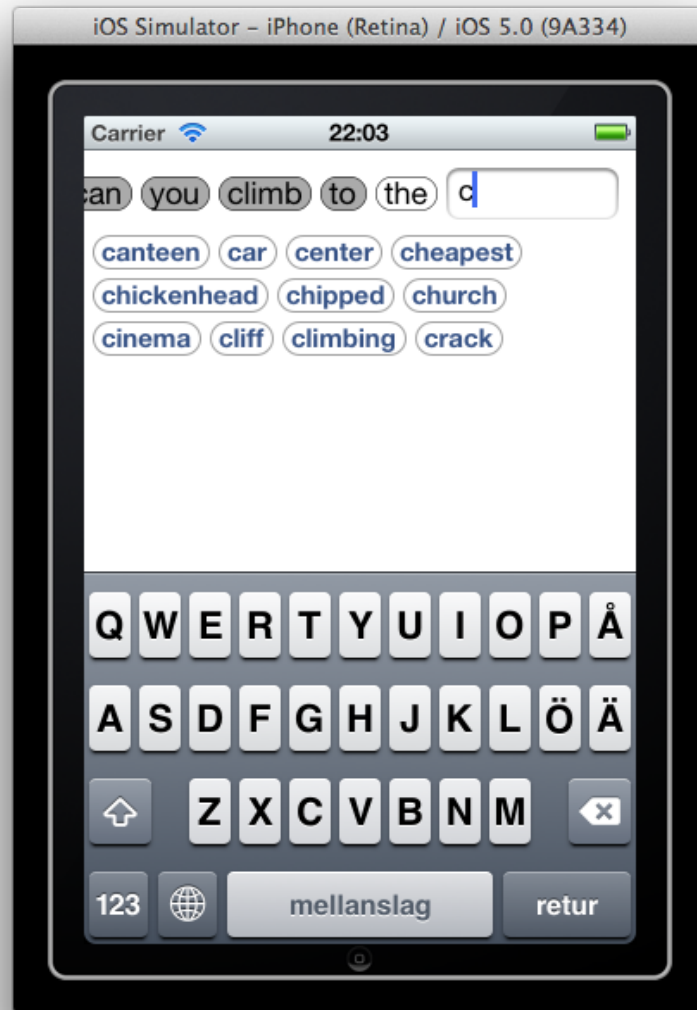 iOS Simulator – iPhone (Retina) / iOS 5.0 (9A334)
Carrier 22:03
can you climb to the c
canteen car center cheapest
chickenhead chipped church
cinema cliff climbing crack
Q W E R T Y U I O P Å
A S D F G H J K L Ö Ä
Z X C V B N M
123 mellanslag retur